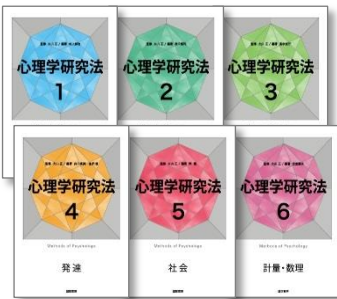 心理学研究法
1
心理学研究法
2
心理学研究法
3
心理学研究法
4
Methods of Psychology
発達
心理学研究法
5
Methods of Psychology
社会
心理学研究法
6
Methods of Psychology
計量・数理